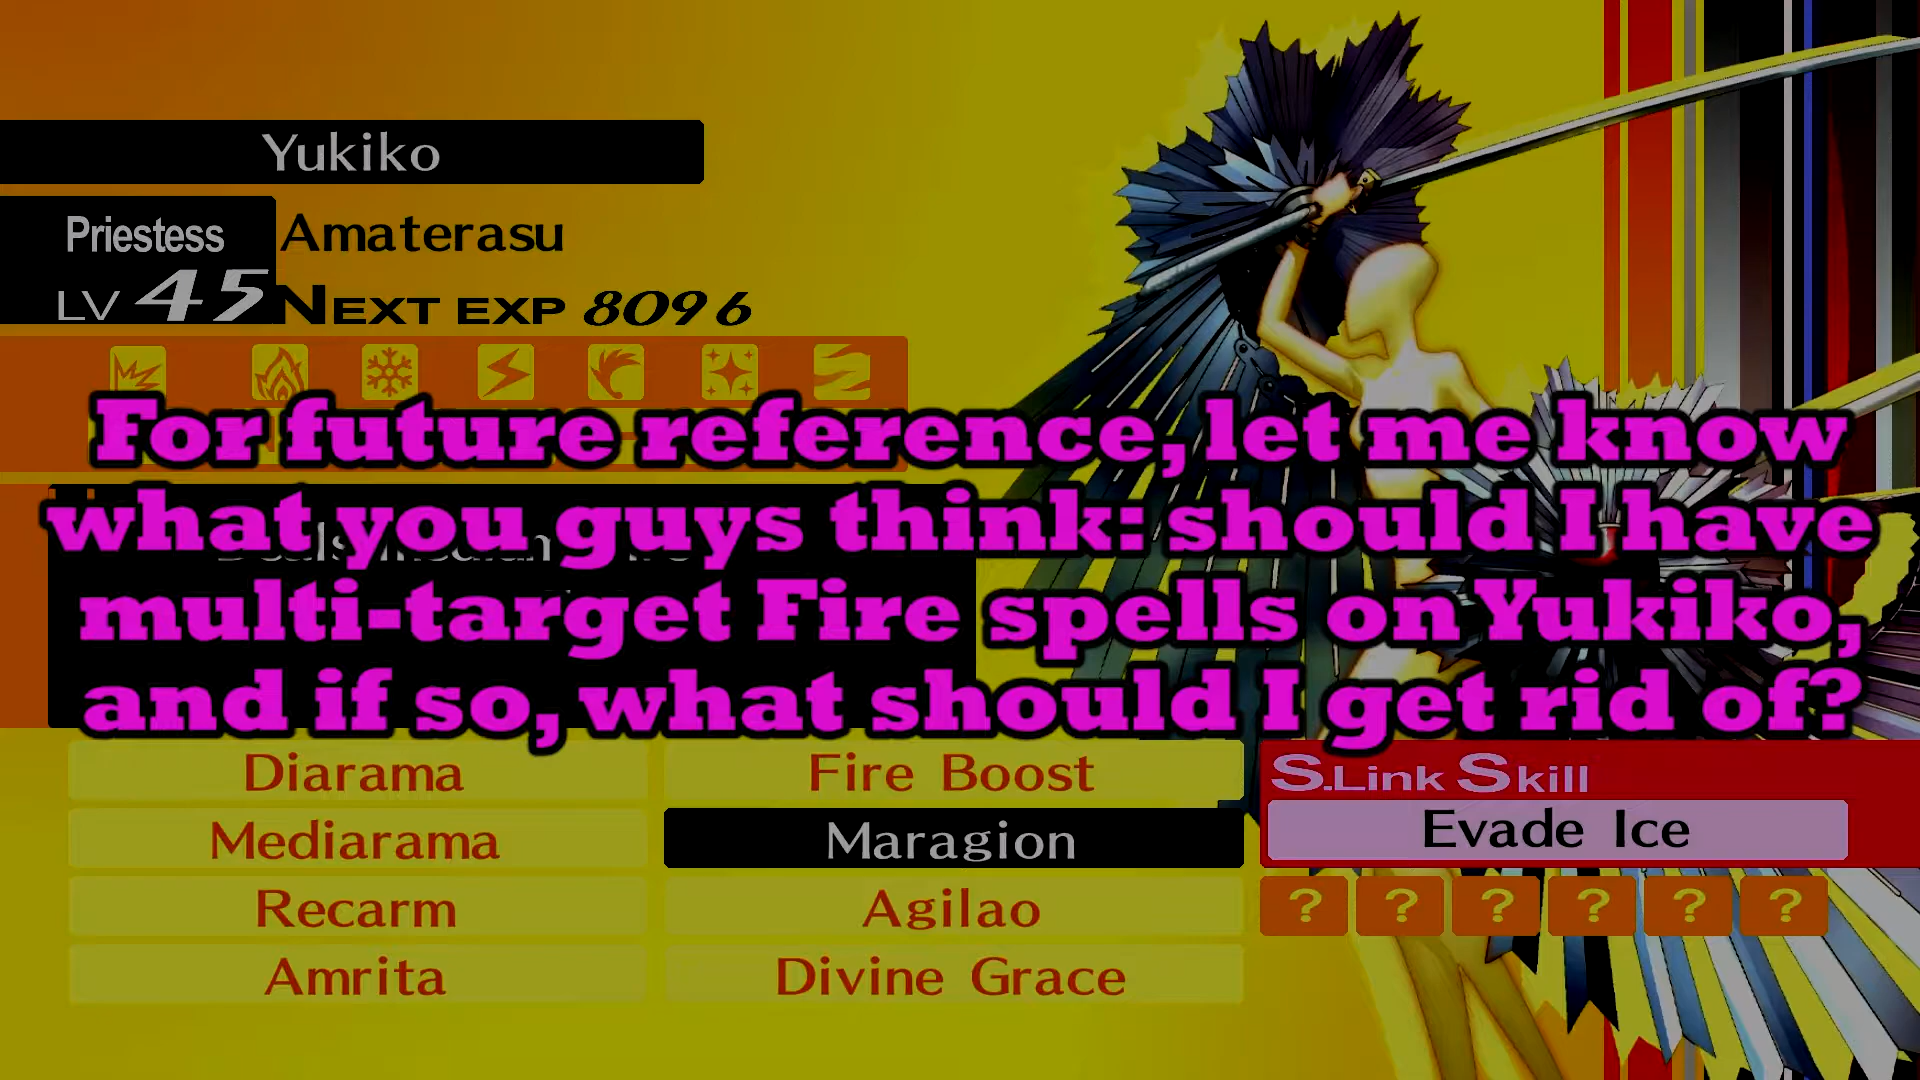 Yukiko
Priestess
Amaterasu
LV 45
NEXT EXP 8096
For future reference, let me know
what you guys think: should I have
multi-target Fire spells on Yukiko,
and if so, what should I get rid of?
Diarama
Fire Boost
S.LINK SKILL
Mediarama
Maragion
Evade Ice
Recarm
Agilao
? ? ? ? ? ?
Amrita
Divine Grace